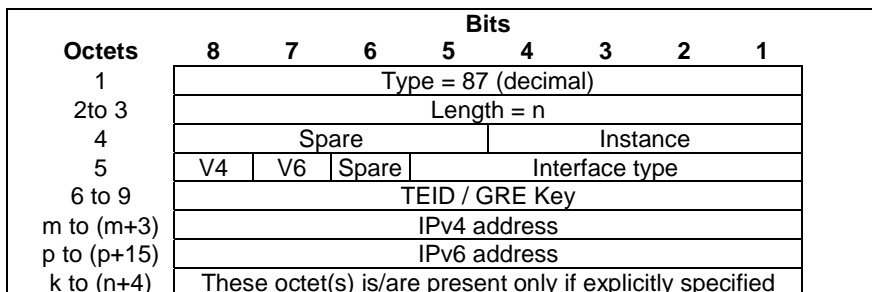 Bits
Octets 8 7 6 5 4 3 2 1
1 Type = 87 (decimal)
2to 3 Length = n
4 Spare Instance
5 V4 V6 Spare Interface type
6 to 9 TEID / GRE Key
m to (m+3) IPv4 address
p to (p+15) IPv6 address
k to (n+4) These octet(s) is/are present only if explicitly specified